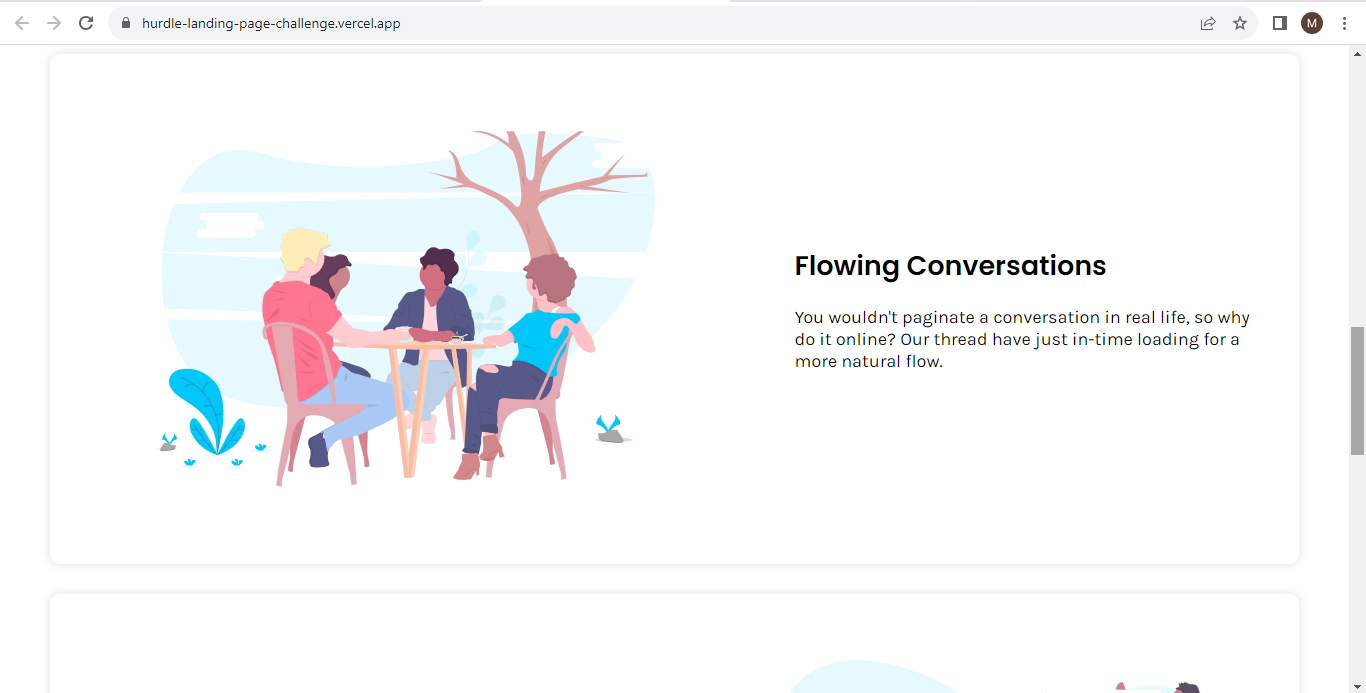 hurdle-landing-page-challenge.vercel.app
M
Flowing Conversations
You wouldn't paginate a conversation in real life, so why
do it online? Our thread have just in-time loading for a
more natural flow.